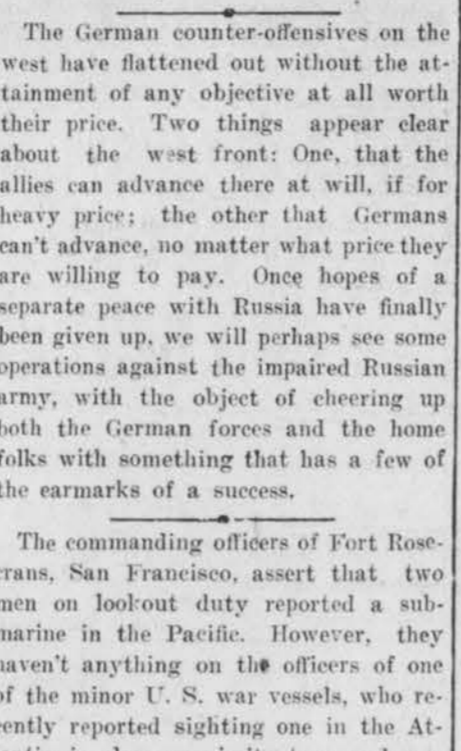 The German counter-offensives on the
west have flattened out without the at-
tainment of any objective at all worth
their price. Two things appear clear
about the west front: One, that the
allies can advance there at will, if for
heavy price; the other that Germans
can't advance, no matter what price they
are willing to pay. Once hopes of a
separate peace with Russia have finally
been given up, we will perhaps see some
operations against the impaired Russian
army, with the object of cheering up
both the German forces and the home
folks with something that has a few of
the earmarks of a success.
The commanding officers of Fort Rose-
crans, San Francisco, assert that two
men on lookout duty reported a sub-
marine in the Pacific. However, they
haven't anything on the officers of one
of the minor U. S. war vessels, who re-
cently reported sighting one in the At-